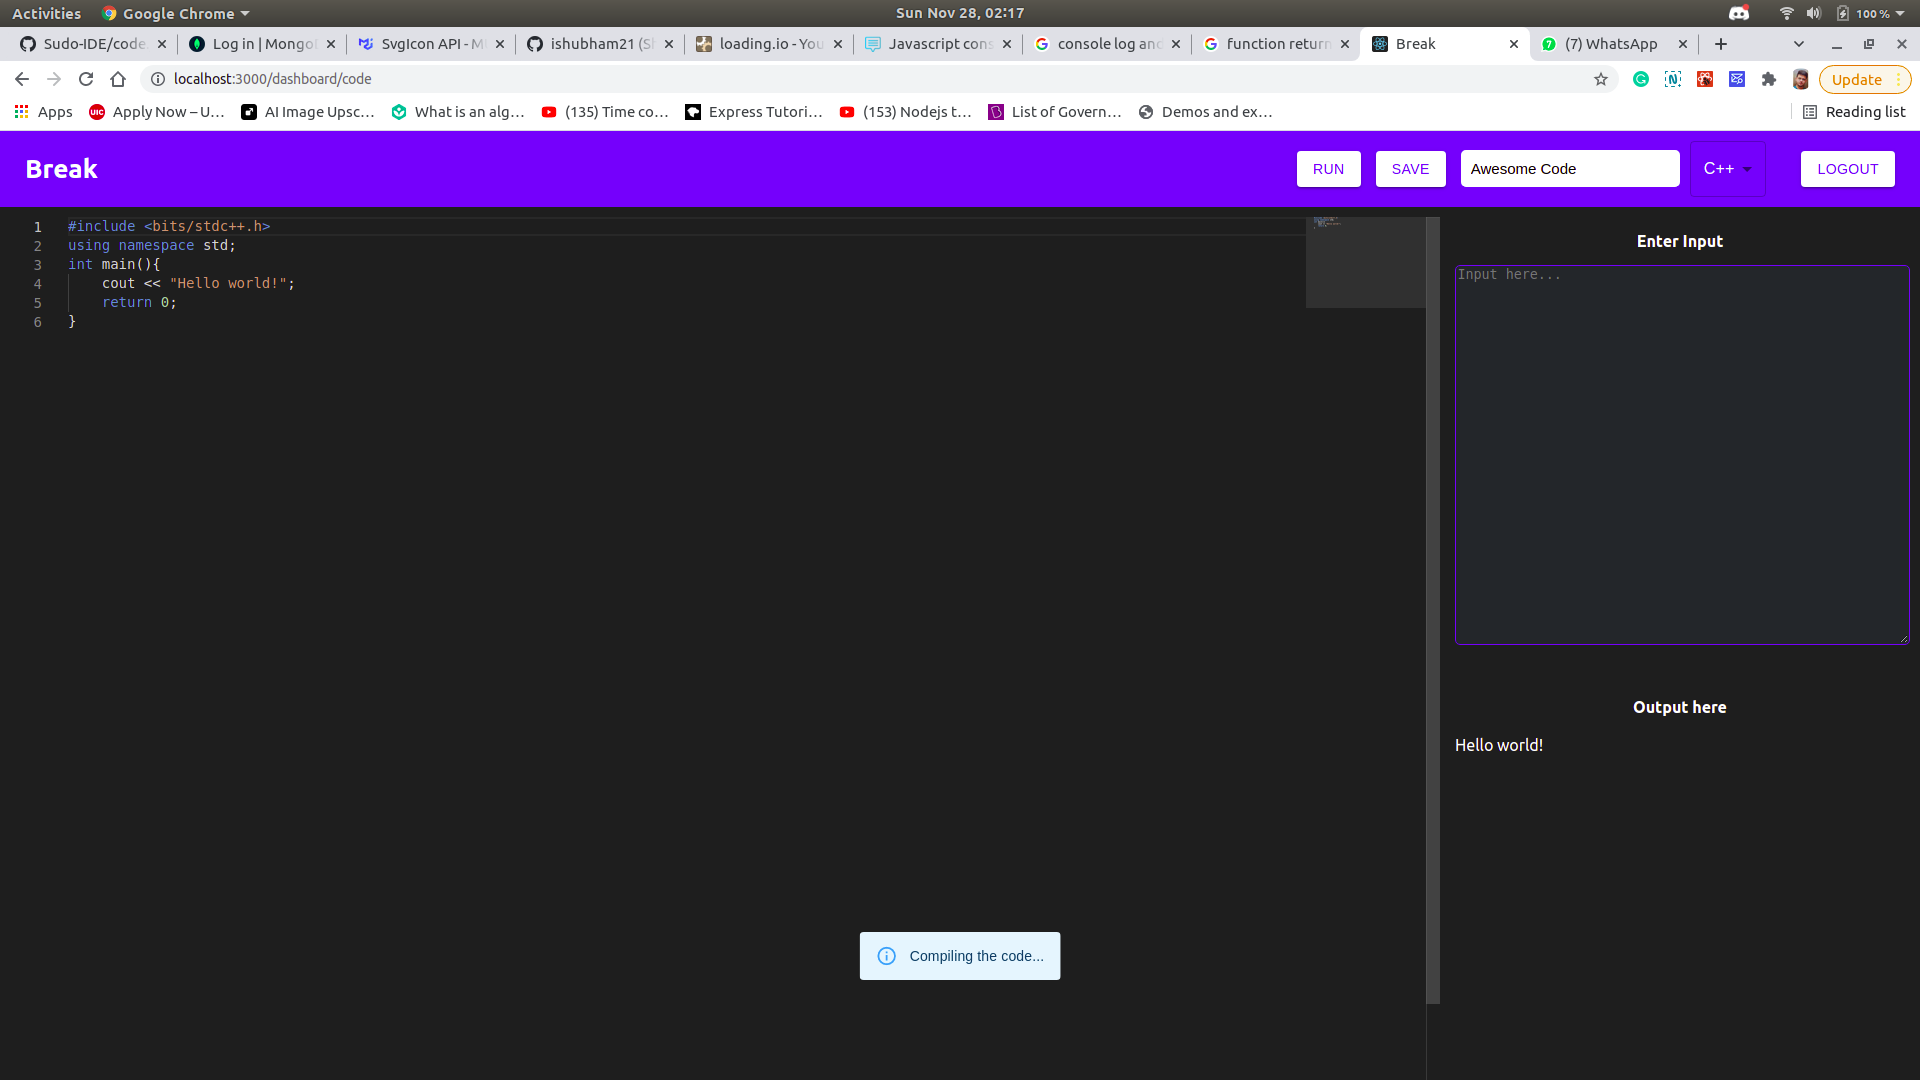 Activities Google Chrome Sun Nov 28, 02:17 100 %
Sudo-IDE/code. Log in | Mongo SvgIcon API - M ishubham21 (S loading.io - You Javascript cons console log and function return Break (7) WhatsApp
localhost:3000/dashboard/code Update
Apps Apply Now – U… AI Image Upsc… What is an alg… (135) Time co… Express Tutori… (153) Nodejs t… List of Govern… Demos and ex… Reading list
Break RUN SAVE Awesome Code C++ LOGOUT
1 #include <bits/stdc++.h>
2 using namespace std;
3 int main(){
4 cout << "Hello world!";
5 return 0;
6 }
Enter Input
Input here...
Output here
Hello world!
Compiling the code...